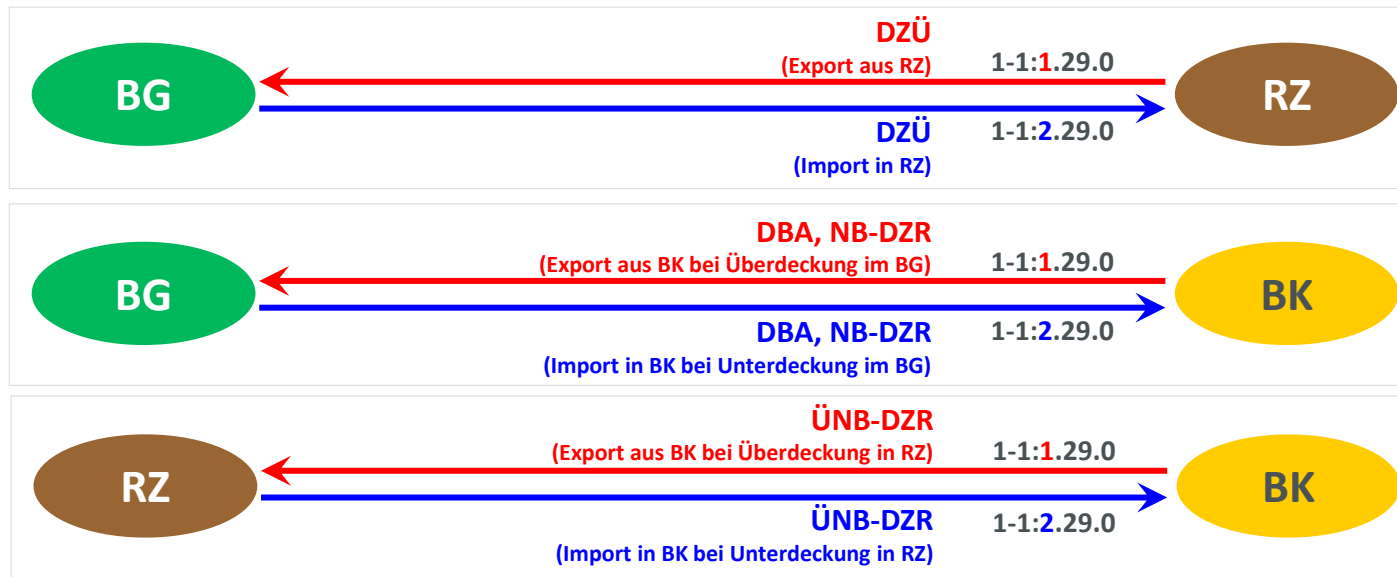 DZÜ
(Export aus RZ)
1-1:1.29.0
BG
RZ
DZÜ
(Import in RZ)
1-1:2.29.0
DBA, NB-DZR
(Export aus BK bei Überdeckung im BG)
1-1:1.29.0
BG
BK
DBA, NB-DZR
(Import in BK bei Unterdeckung im BG)
1-1:2.29.0
ÜNB-DZR
(Export aus BK bei Überdeckung in RZ)
1-1:1.29.0
RZ
BK
ÜNB-DZR
(Import in BK bei Unterdeckung in RZ)
1-1:2.29.0